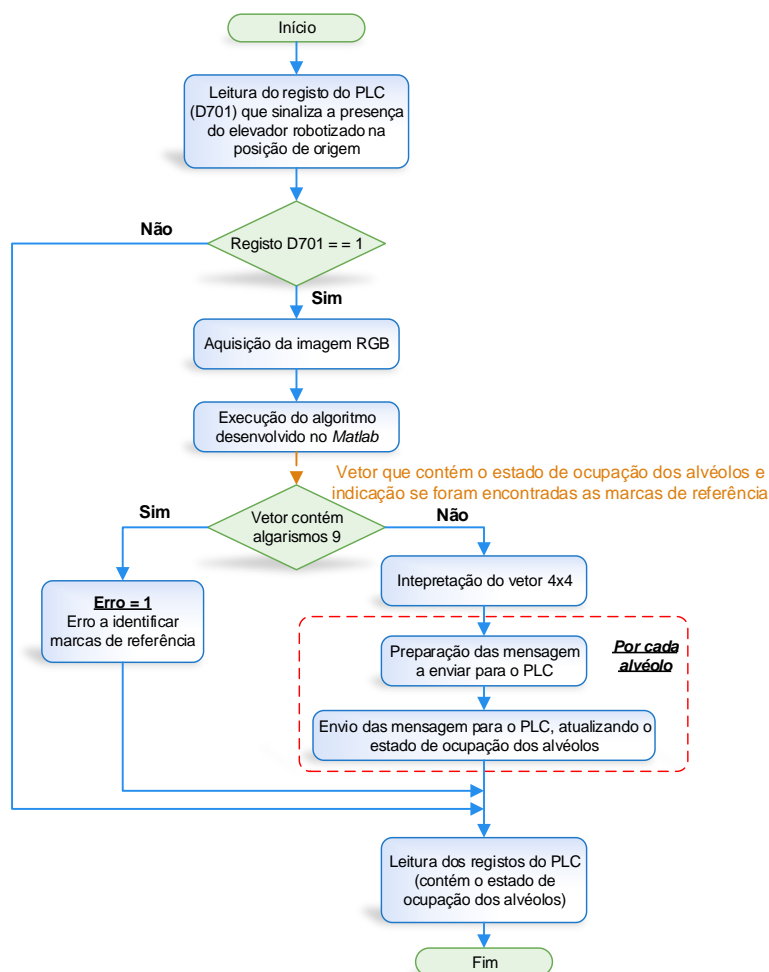 Início
Leitura do registo do PLC
(D701) que sinaliza a presença
do elevador robotizado na
posição de origem
Não
Registo D701 = = 1
Sim
Aquisição da imagem RGB
Execução do algoritmo
desenvolvido no Matlab
Vetor que contém o estado de ocupação dos alvéolos e
indicação se foram encontradas as marcas de referência
Sim
Vetor contém
algarismos 9
Não
Intepretação do vetor 4x4
Erro = 1
Erro a identificar
marcas de referência
Preparação das mensagem
a enviar para o PLC
Por cada
alvéolo
Envio das mensagem para o PLC, atualizando o
estado de ocupação dos alvéolos
Leitura dos registos do PLC
(contém o estado de
ocupação dos alvéolos)
Fim